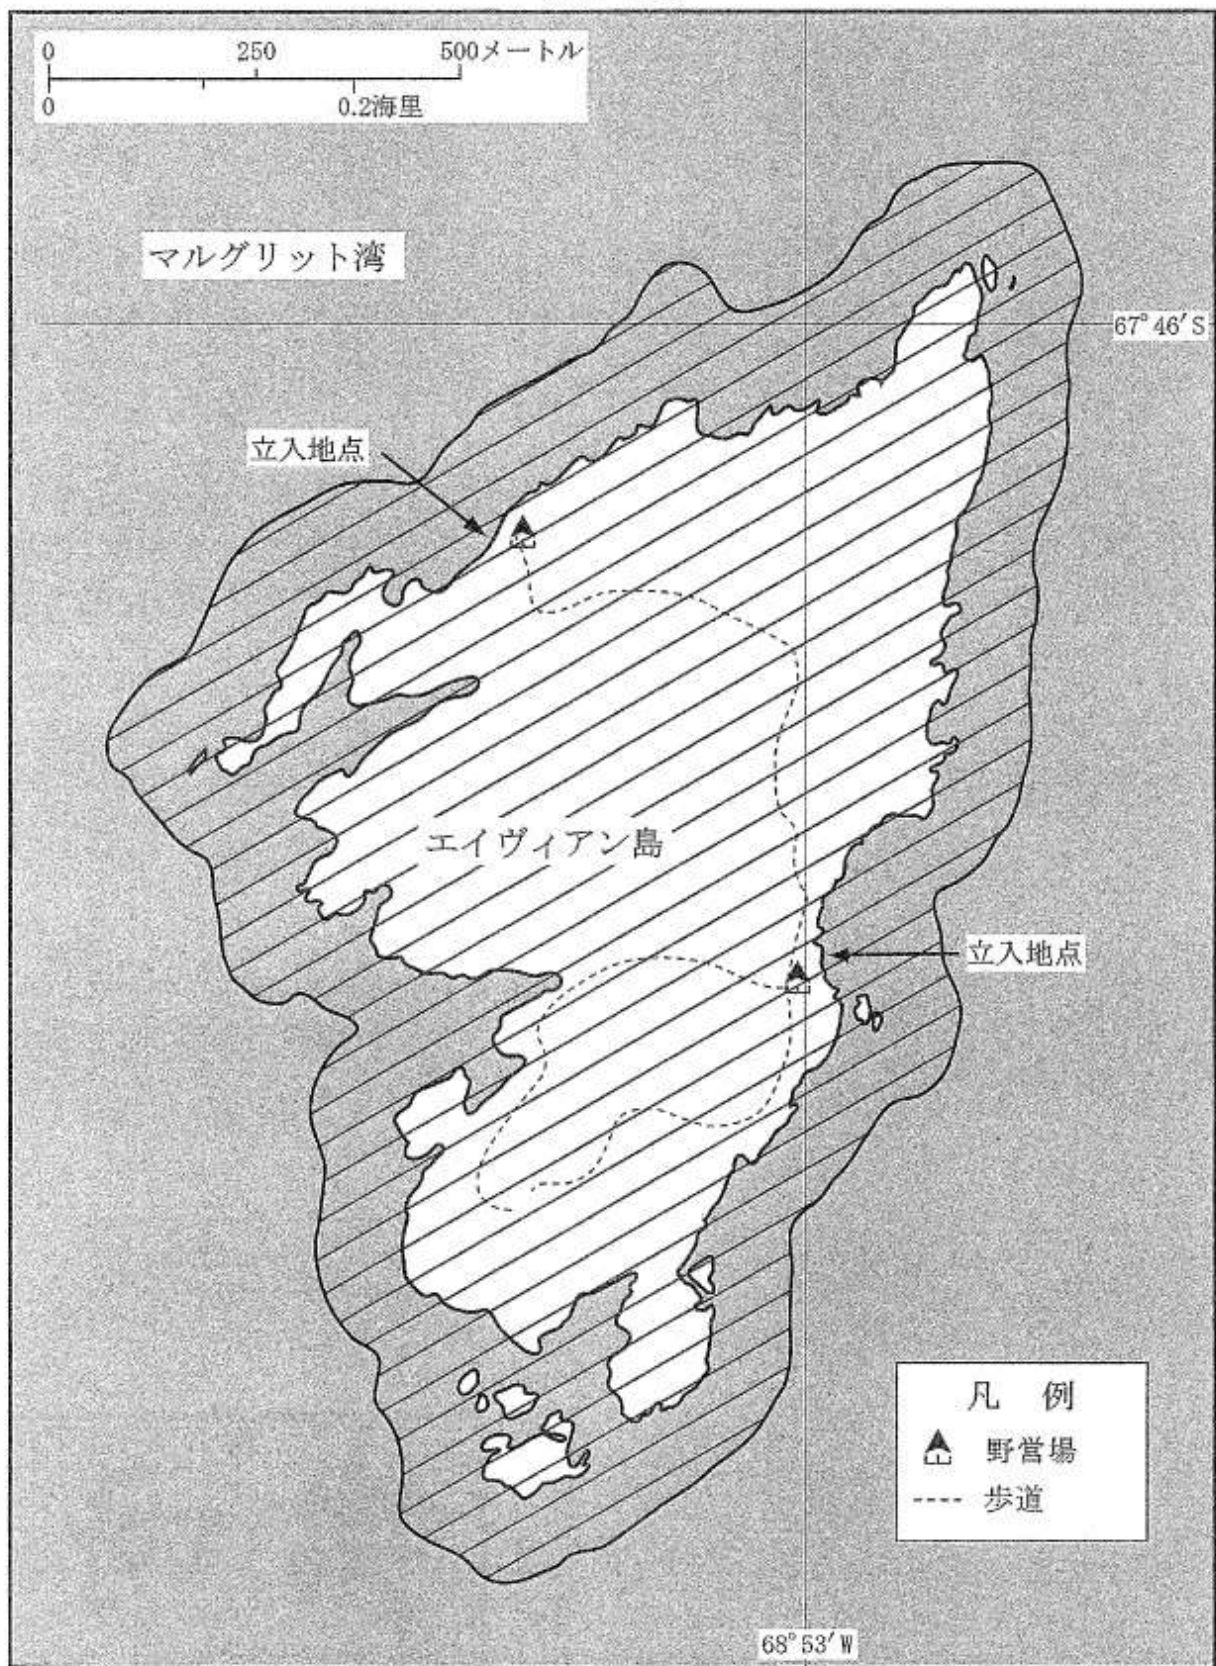 0 250 500メートル
0 0.2海里
マルグリット湾
67°46′S
立入地点
エイヴィアン島
立入地点
凡 例
野営場
歩道
68°53′W